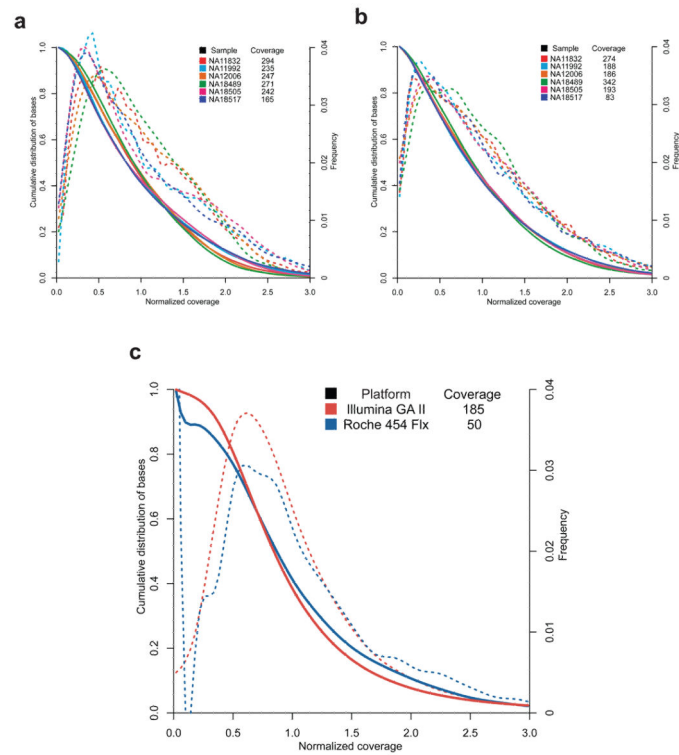 a
Sample Coverage
NA11832 294
NA11992 235
NA12006 247
NA18489 271
NA18505 242
NA18517 165
Cumulative distribution of bases
0.0 0.2 0.4 0.6 0.8 1.0
Frequency
0 0.01 0.02 0.03 0.04
0.0 0.5 1.0 1.5 2.0 2.5 3.0
Normalized coverage
b
Sample Coverage
NA11832 274
NA11992 188
NA12006 186
NA18489 342
NA18505 193
NA18517 83
Cumulative distribution of bases
0.0 0.2 0.4 0.6 0.8 1.0
Frequency
0 0.01 0.02 0.03 0.04
0.0 0.5 1.0 1.5 2.0 2.5 3.0
Normalized coverage
c
Platform Coverage
Illumina GA II 185
Roche 454 Flx 50
Cumulative distribution of bases
0.0 0.2 0.4 0.6 0.8 1.0
Frequency
0 0.01 0.02 0.03 0.04
0.0 0.5 1.0 1.5 2.0 2.5 3.0
Normalized coverage